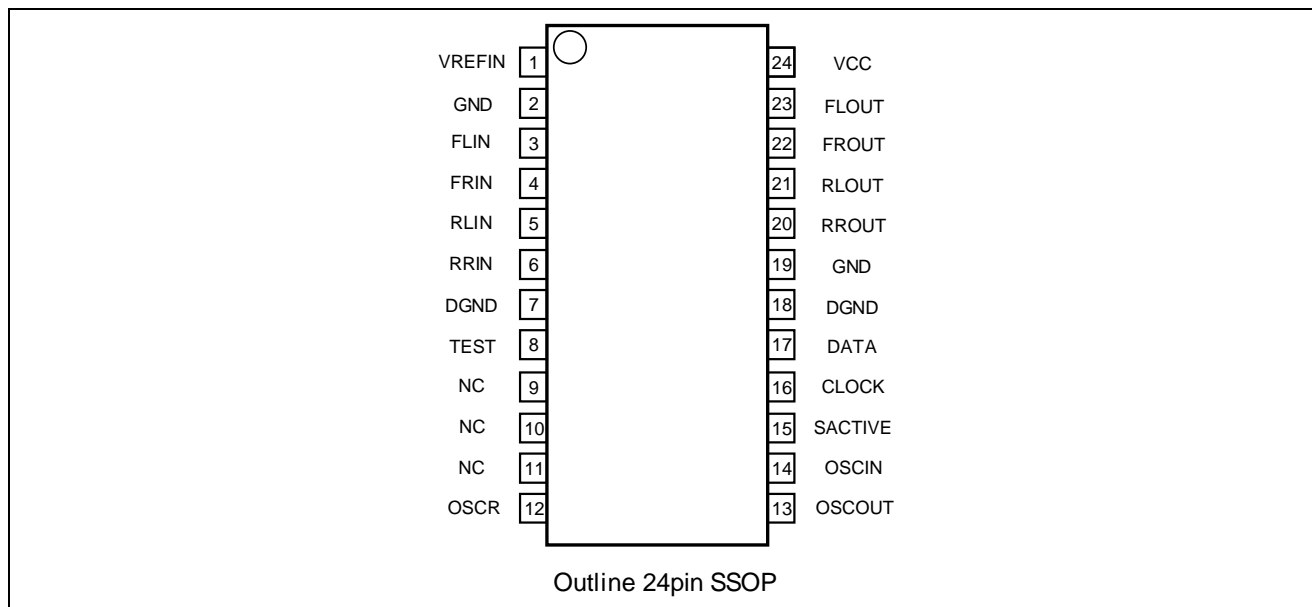 VREFIN 1 24 VCC
GND 2 23 FLOUT
FLIN 3 22 FROUT
FRIN 4 21 RLOUT
RLIN 5 20 RROUT
RRIN 6 19 GND
DGND 7 18 DGND
TEST 8 17 DATA
NC 9 16 CLOCK
NC 10 15 SACTIVE
NC 11 14 OSCIN
OSCR 12 13 OSCOUT
Outline 24pin SSOP